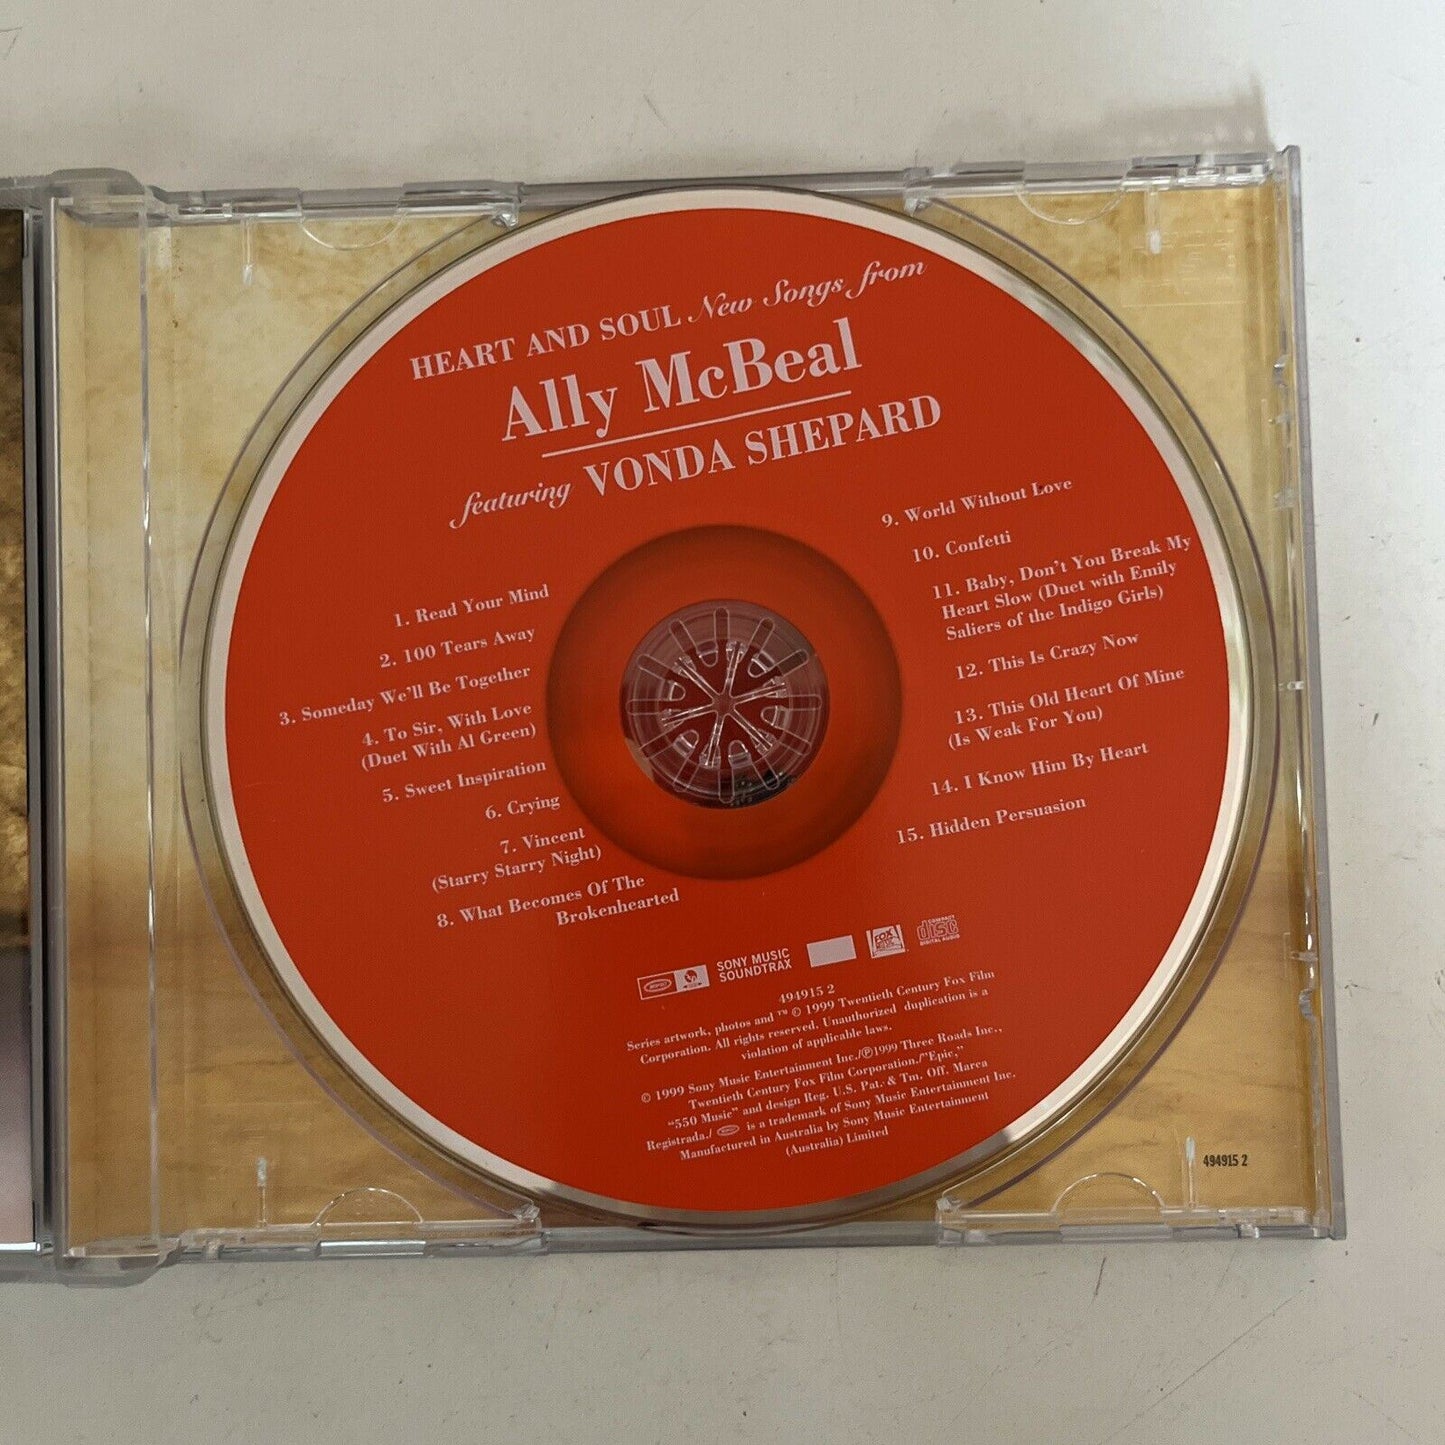 HEART AND SOUL New Songs from
Ally McBeal
featuring VONDA SHEPARD
1. Read Your Mind
2. 100 Tears Away
3. Someday We'll Be Together
4. To Sir, With Love
(Duet With Al Green)
5. Sweet Inspiration
6. Crying
7. Vincent
(Starry Starry Night)
8. What Becomes Of The
Brokenhearted
9. World Without Love
10. Confetti
11. Baby, Don't You Break My
Heart Slow (Duet with Emily
Saliers of the Indigo Girls)
12. This Is Crazy Now
13. This Old Heart Of Mine
(Is Weak For You)
14. I Know Him By Heart
15. Hidden Persuasion
epic
SONY MUSIC
SOUNDTRAX
FOX
MUSIC
COMPACT
disc
DIGITAL AUDIO
494915 2
Series artwork, photos and ™ © 1999 Twentieth Century Fox Film
Corporation. All rights reserved. Unauthorized duplication is a
violation of applicable laws.
© 1999 Sony Music Entertainment Inc./℗1999 Three Roads Inc.,
Twentieth Century Fox Film Corporation./"Epic,"
"550 Music" and design Reg. U.S. Pat. & Tm. Off. Marca
Registrada./ epic is a trademark of Sony Music Entertainment Inc.
Manufactured in Australia by Sony Music Entertainment
(Australia) Limited
494915 2